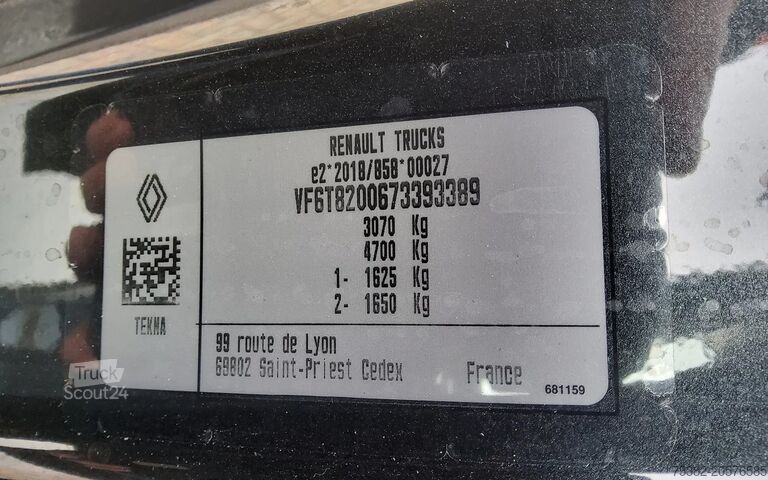 RENAULT TRUCKS
e2*2018/858*00027
VF6T8200673393389
3070 Kg
4700 Kg
1- 1625 Kg
2- 1650 Kg
TEKNA
99 route de Lyon
69802 Saint-Priest Cedex France
681159
Truck
Scout24